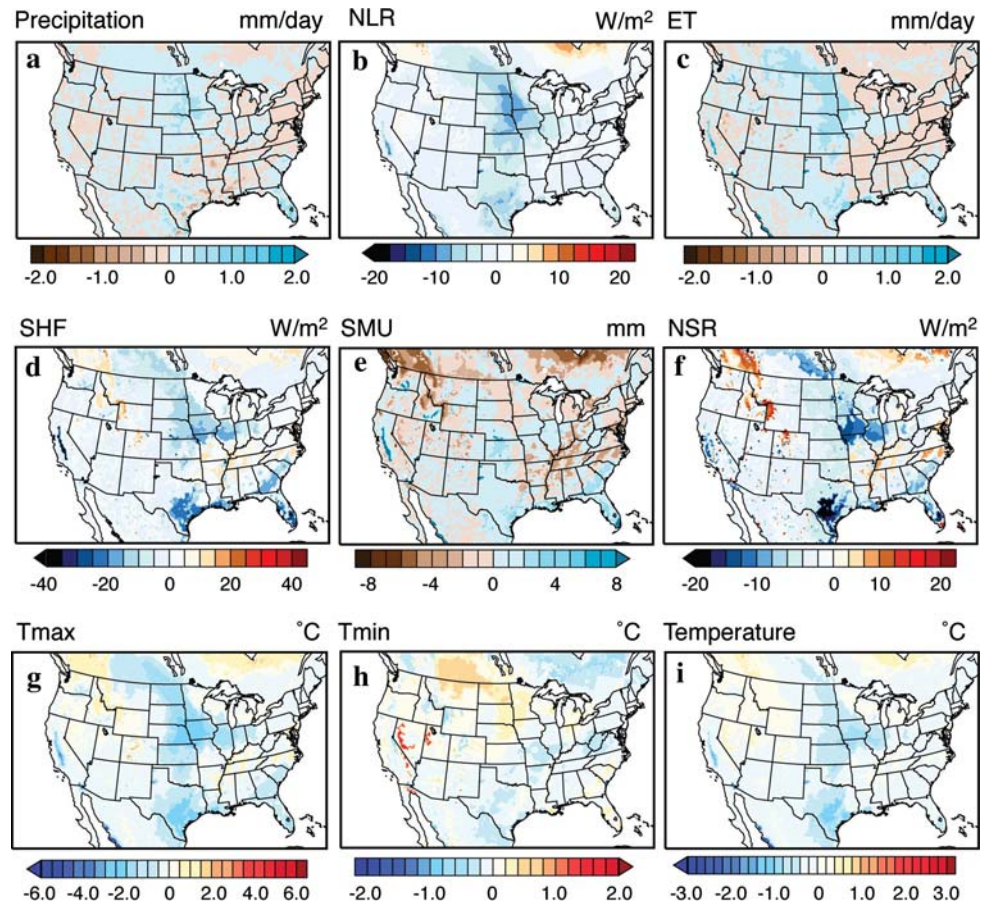 Precipitation mm/day
NLR W/m²
ET mm/day
a
b
c
-2.0 -1.0 0 1.0 2.0
-20 -10 0 10 20
-2.0 -1.0 0 1.0 2.0
SHF W/m²
SMU mm
NSR W/m²
d
e
f
-40 -20 0 20 40
-8 -4 0 4 8
-20 -10 0 10 20
Tmax °C
Tmin °C
Temperature °C
g
h
i
-6.0 -4.0 -2.0 0 2.0 4.0 6.0
-2.0 -1.0 0 1.0 2.0
-3.0 -2.0 -1.0 0 1.0 2.0 3.0